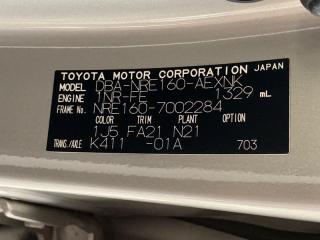 TOYOTA MOTOR CORPORATION JAPAN
MODEL DBA-NRE160-AEXNK
ENGINE 1NR-FE 1329 mL
FRAME No. NRE160-7002284
COLOR TRIM PLANT OPTION
1J5 FA21 N21
TRANS./AXLE K411 -01A 703